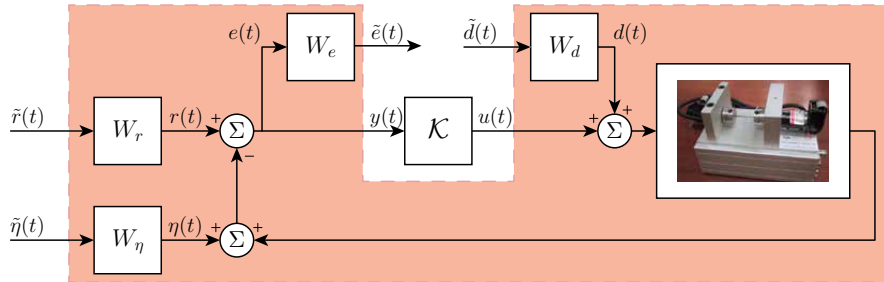 e(t) W_e ẽ(t) d̃(t) W_d d(t)
r̃(t) W_r r(t) + Σ − y(t) 𝒦 u(t) + Σ +
η̃(t) W_η η(t) + Σ +